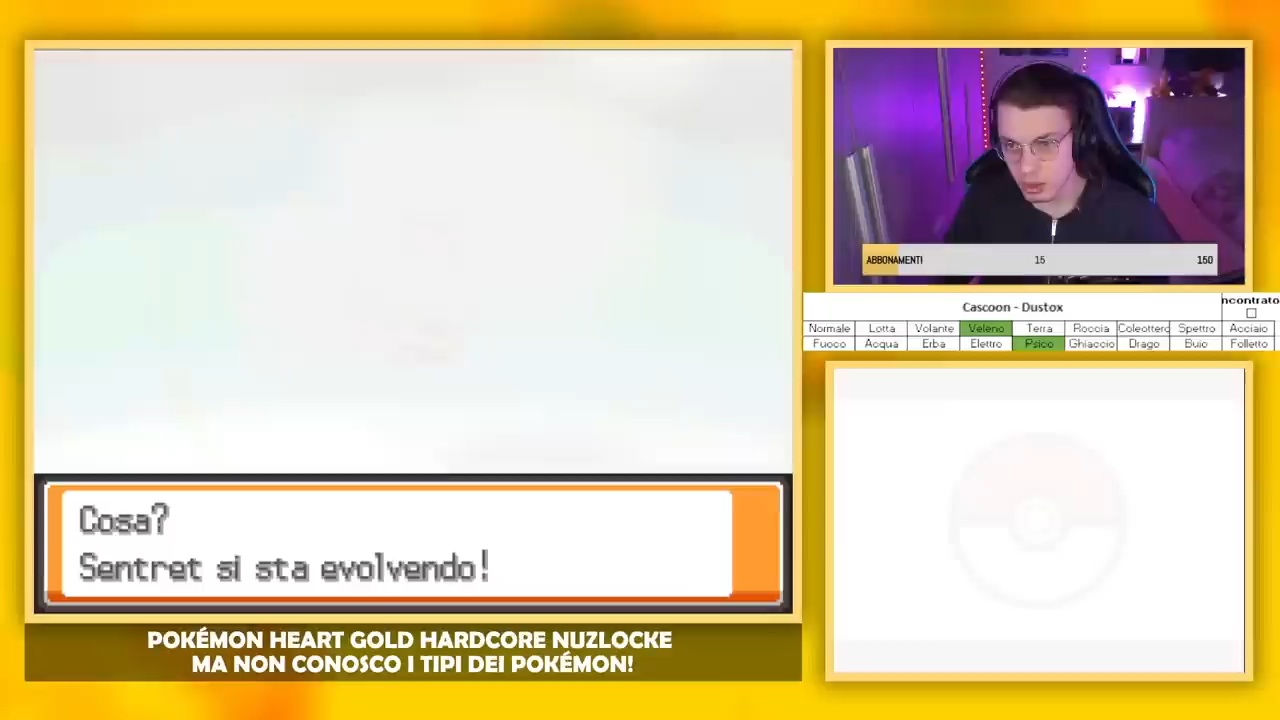 ABBONAMENTI 15 150
Cascoon - Dustox
ncontrato
Normale Lotta Volante Veleno Terra Roccia Coleotterc Spettro Acciaio
Fuoco Acqua Erba Elettro Psico Ghiaccio Drago Buio Folletto
Cosa?
Sentret si sta evolvendo!
POKÉMON HEART GOLD HARDCORE NUZLOCKE
MA NON CONOSCO I TIPI DEI POKÉMON!